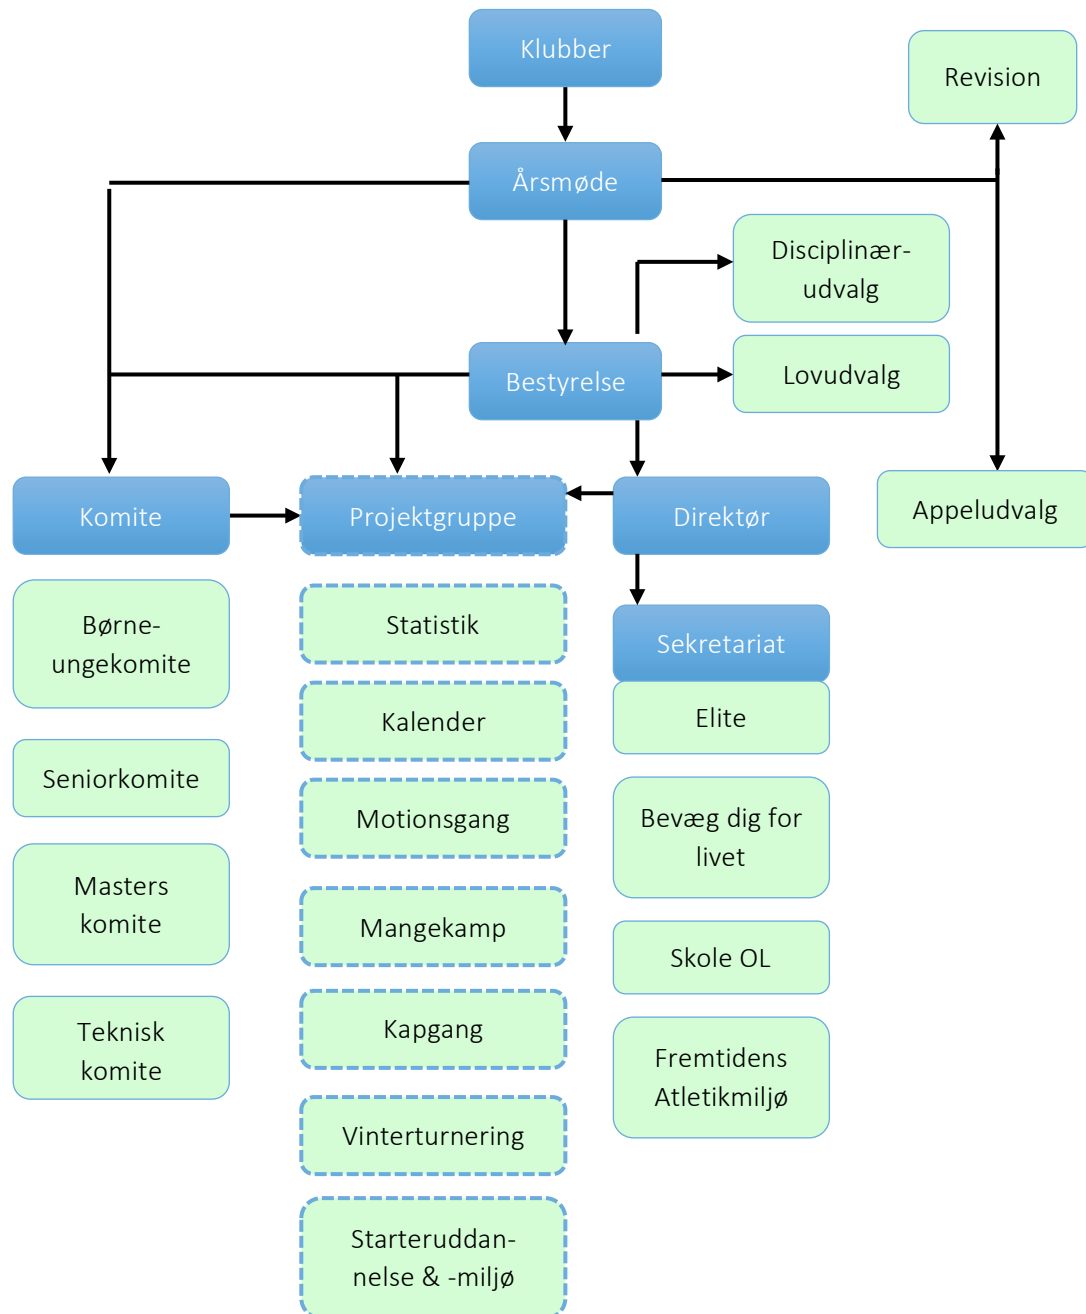 Klubber
Revision
Årsmøde
Disciplinær-
udvalg
Bestyrelse
Lovudvalg
Komite
Projektgruppe
Direktør
Appeludvalg
Børne-
ungekomite
Seniorkomite
Masters
komite
Teknisk
komite
Statistik
Kalender
Motionsgang
Mangekamp
Kapgang
Vinterturnering
Starteruddan-
nelse & -miljø
Sekretariat
Elite
Bevæg dig for
livet
Skole OL
Fremtidens
Atletikmiljø